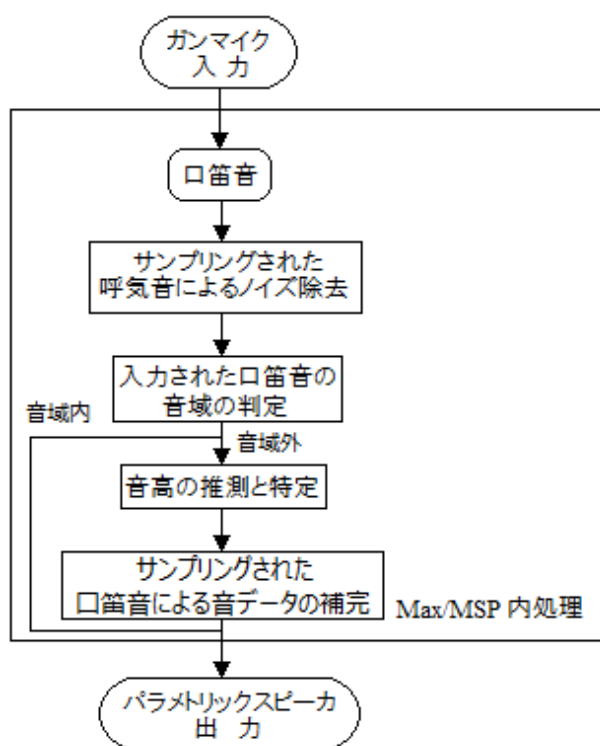 ガンマイク
入 力
口笛音
サンプリングされた
呼気音によるノイズ除去
入力された口笛音の
音域の判定
音域内
音域外
音高の推測と特定
サンプリングされた
口笛音による音データの補完
Max/MSP 内処理
パラメトリックスピーカ
出 力